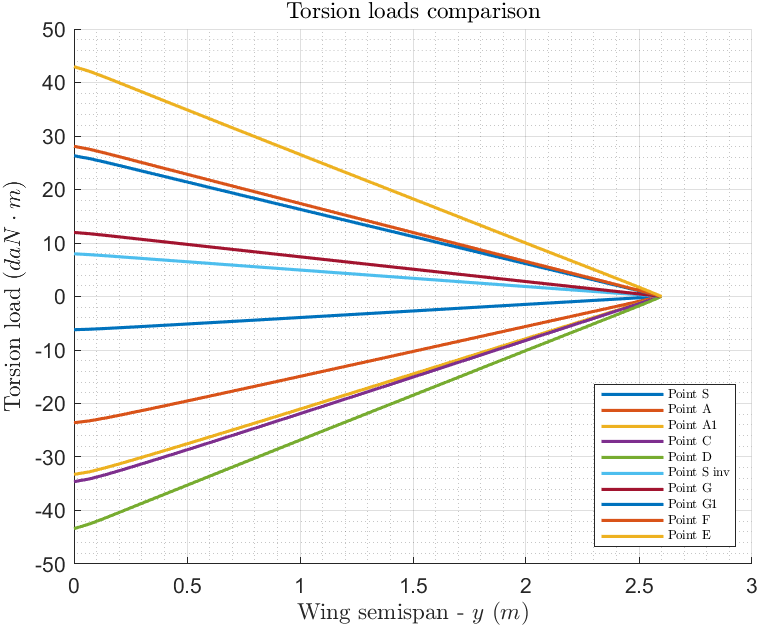 Torsion loads comparison
50
40
30
20
10
0
-10
-20
-30
-40
-50
Torsion load (daN · m)
0
0.5
1
1.5
2
2.5
3
Wing semispan - y (m)
Point S
Point A
Point A1
Point C
Point D
Point S inv
Point G
Point G1
Point F
Point E